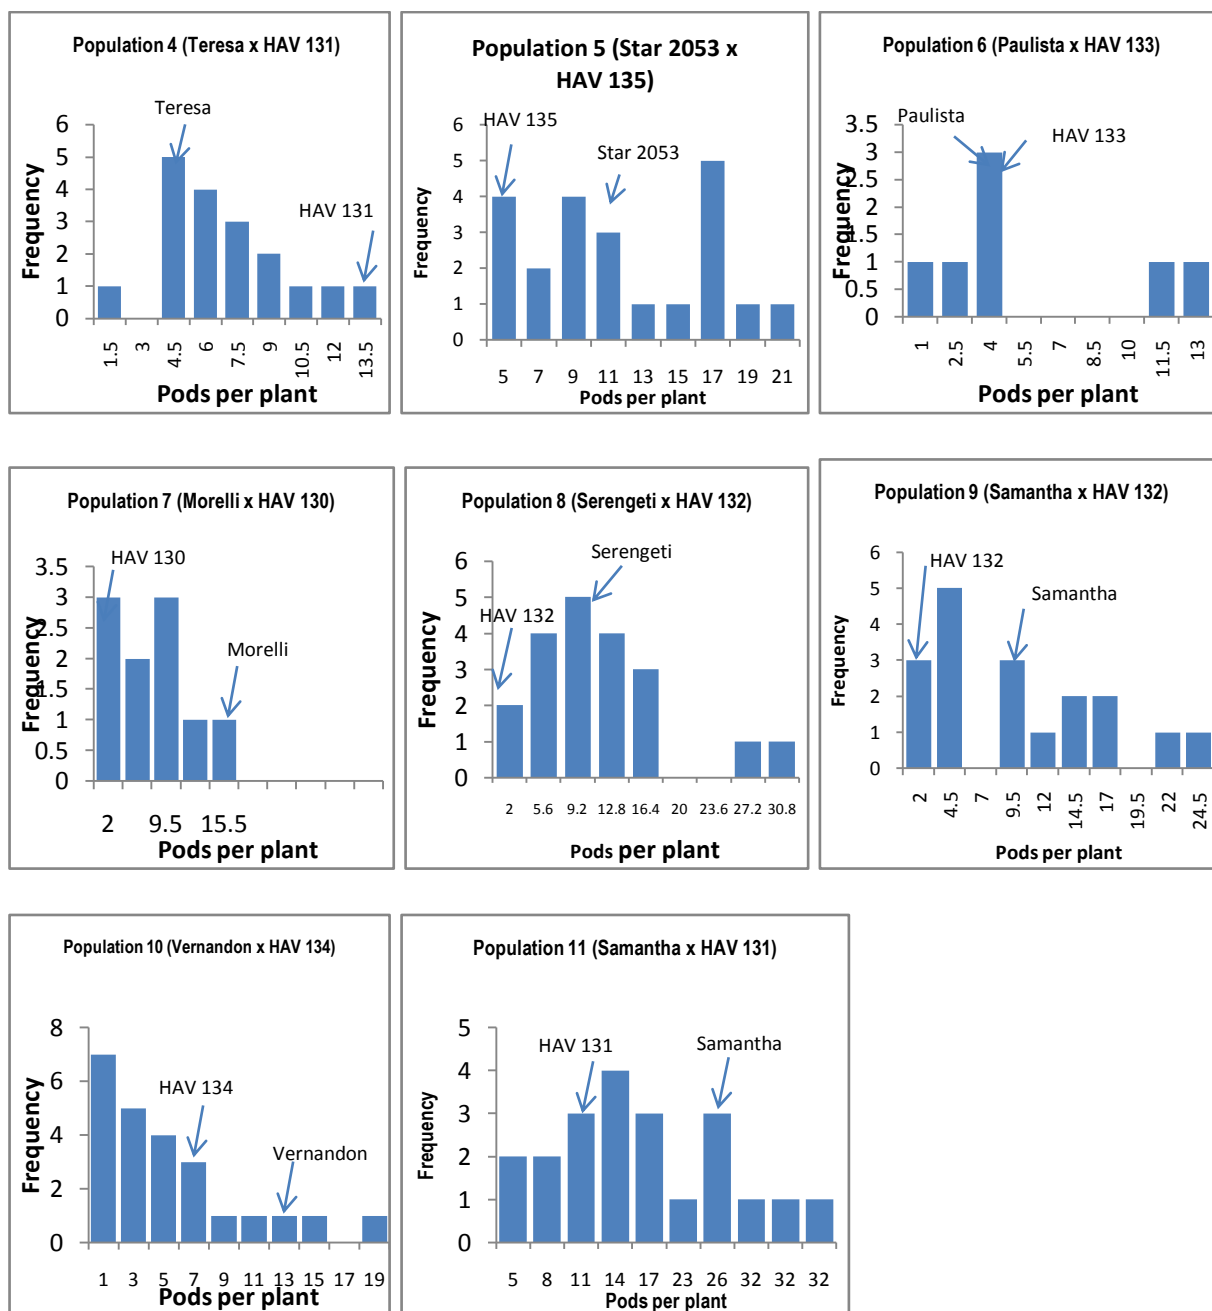 Population 4 (Teresa x HAV 131)
Teresa
HAV 131
Frequency
6
5
4
3
2
1
0
1.5 3 4.5 6 7.5 9 10.5 12 13.5
Pods per plant
Population 5 (Star 2053 x
HAV 135)
HAV 135
Star 2053
Frequency
6
5
4
3
2
1
0
5 7 9 11 13 15 17 19 21
Pods per plant
Population 6 (Paulista x HAV 133)
Paulista
HAV 133
Frequency
3.5
3
2.5
2
1.5
1
0.5
0
1 2.5 4 5.5 7 8.5 10 11.5 13
Pods per plant
Population 7 (Morelli x HAV 130)
HAV 130
Morelli
Frequency
3.5
3
2.5
2
1.5
1
0.5
0
2 9.5 15.5
Pods per plant
Population 8 (Serengeti x HAV 132)
Serengeti
HAV 132
Frequency
6
5
4
3
2
1
0
2 5.6 9.2 12.8 16.4 20 23.6 27.2 30.8
Pods per plant
Population 9 (Samantha x HAV 132)
HAV 132
Samantha
Frequency
6
5
4
3
2
1
0
2 4.5 7 9.5 12 14.5 17 19.5 22 24.5
Pods per plant
Population 10 (Vernandon x HAV 134)
HAV 134
Vernandon
Frequency
8
6
4
2
0
1 3 5 7 9 11 13 15 17 19
Pods per plant
Population 11 (Samantha x HAV 131)
HAV 131
Samantha
Frequency
5
4
3
2
1
0
5 8 11 14 17 23 26 32 32 32
Pods per plant